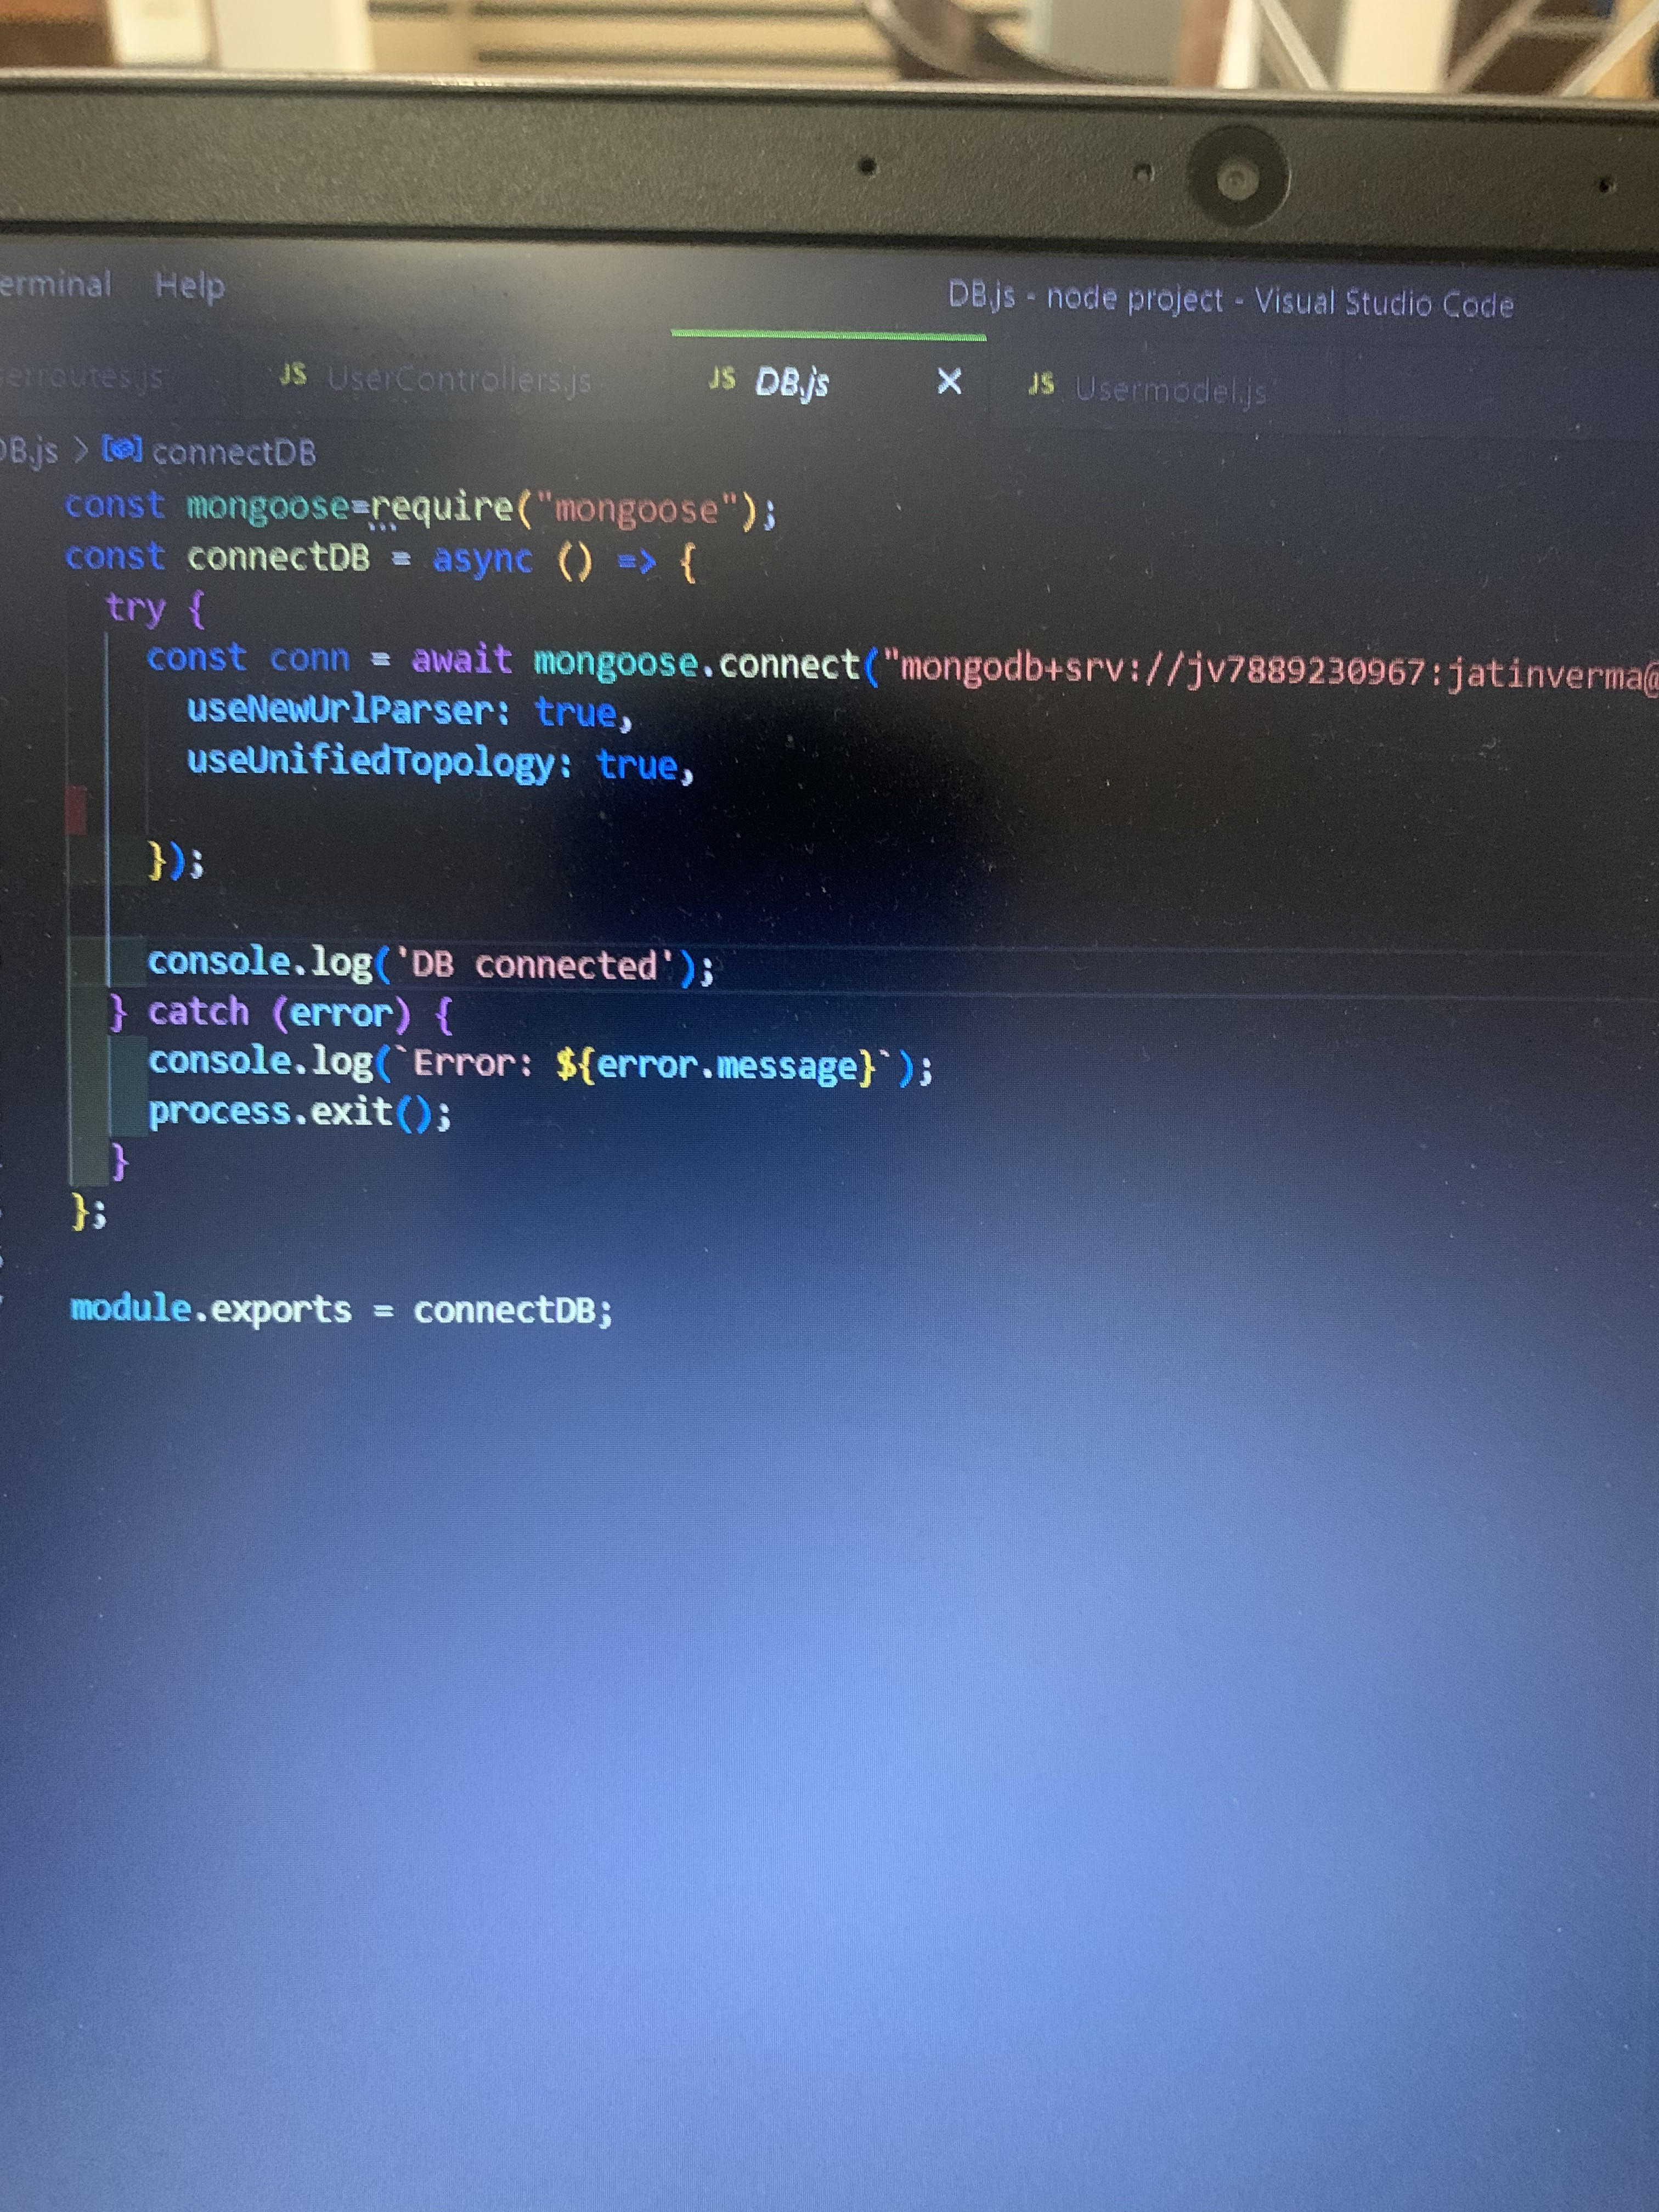 erminal Help DB.js - node project - Visual Studio Code
serroutes.js JS UserControllers.js JS DB.js X JS Usermodel.js
DB.js > connectDB
const mongoose=require("mongoose");
const connectDB = async () => {
try {
const conn = await mongoose.connect("mongodb+srv://jv7889230967:jatinverma@
useNewUrlParser: true,
useUnifiedTopology: true,
});
console.log('DB connected');
} catch (error) {
console.log(`Error: ${error.message}`);
process.exit();
}
};
module.exports = connectDB;